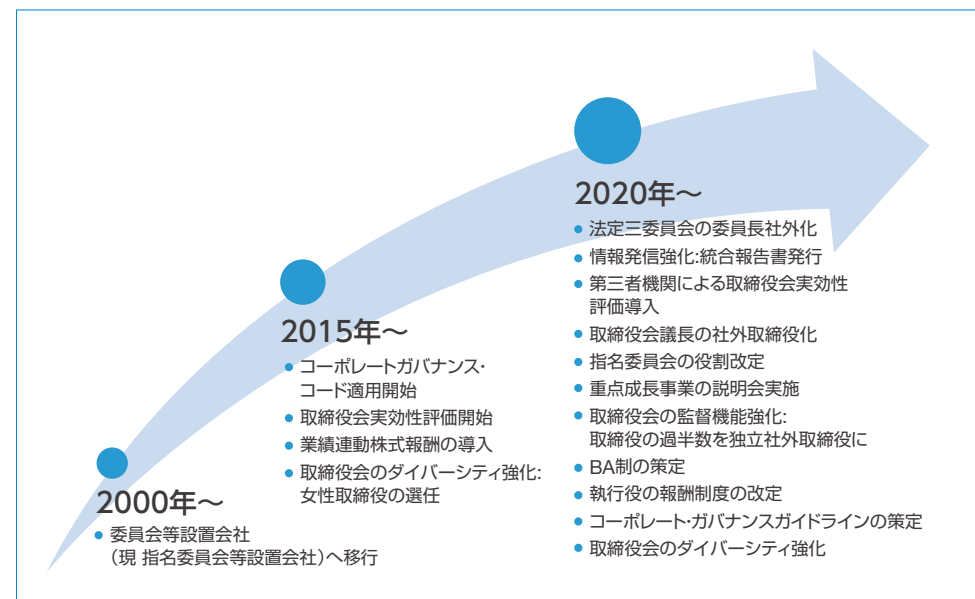 2000年～
● 委員会等設置会社
（現 指名委員会等設置会社）へ移行
2015年～
● コーポレートガバナンス・
コード適用開始
● 取締役会実効性評価開始
● 業績連動株式報酬の導入
● 取締役会のダイバーシティ強化:
女性取締役の選任
2020年～
● 法定三委員会の委員長社外化
● 情報発信強化:統合報告書発行
● 第三者機関による取締役会実効性
評価導入
● 取締役会議長の社外取締役化
● 指名委員会の役割改定
● 重点成長事業の説明会実施
● 取締役会の監督機能強化:
取締役の過半数を独立社外取締役に
● BA制の策定
● 執行役の報酬制度の改定
● コーポレート・ガバナンスガイドラインの策定
● 取締役会のダイバーシティ強化